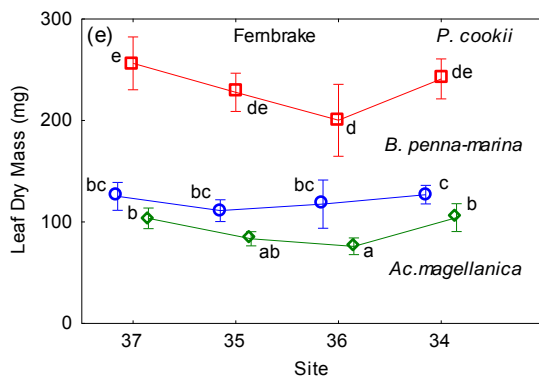 (e) Fembrake P. cookii
300
e
de
de
200
d
B. penna-marina
bc
bc
bc
c
b
b
100
ab
a
Ac.magellanica
0
37 35 36 34
Site
Leaf Dry Mass (mg)